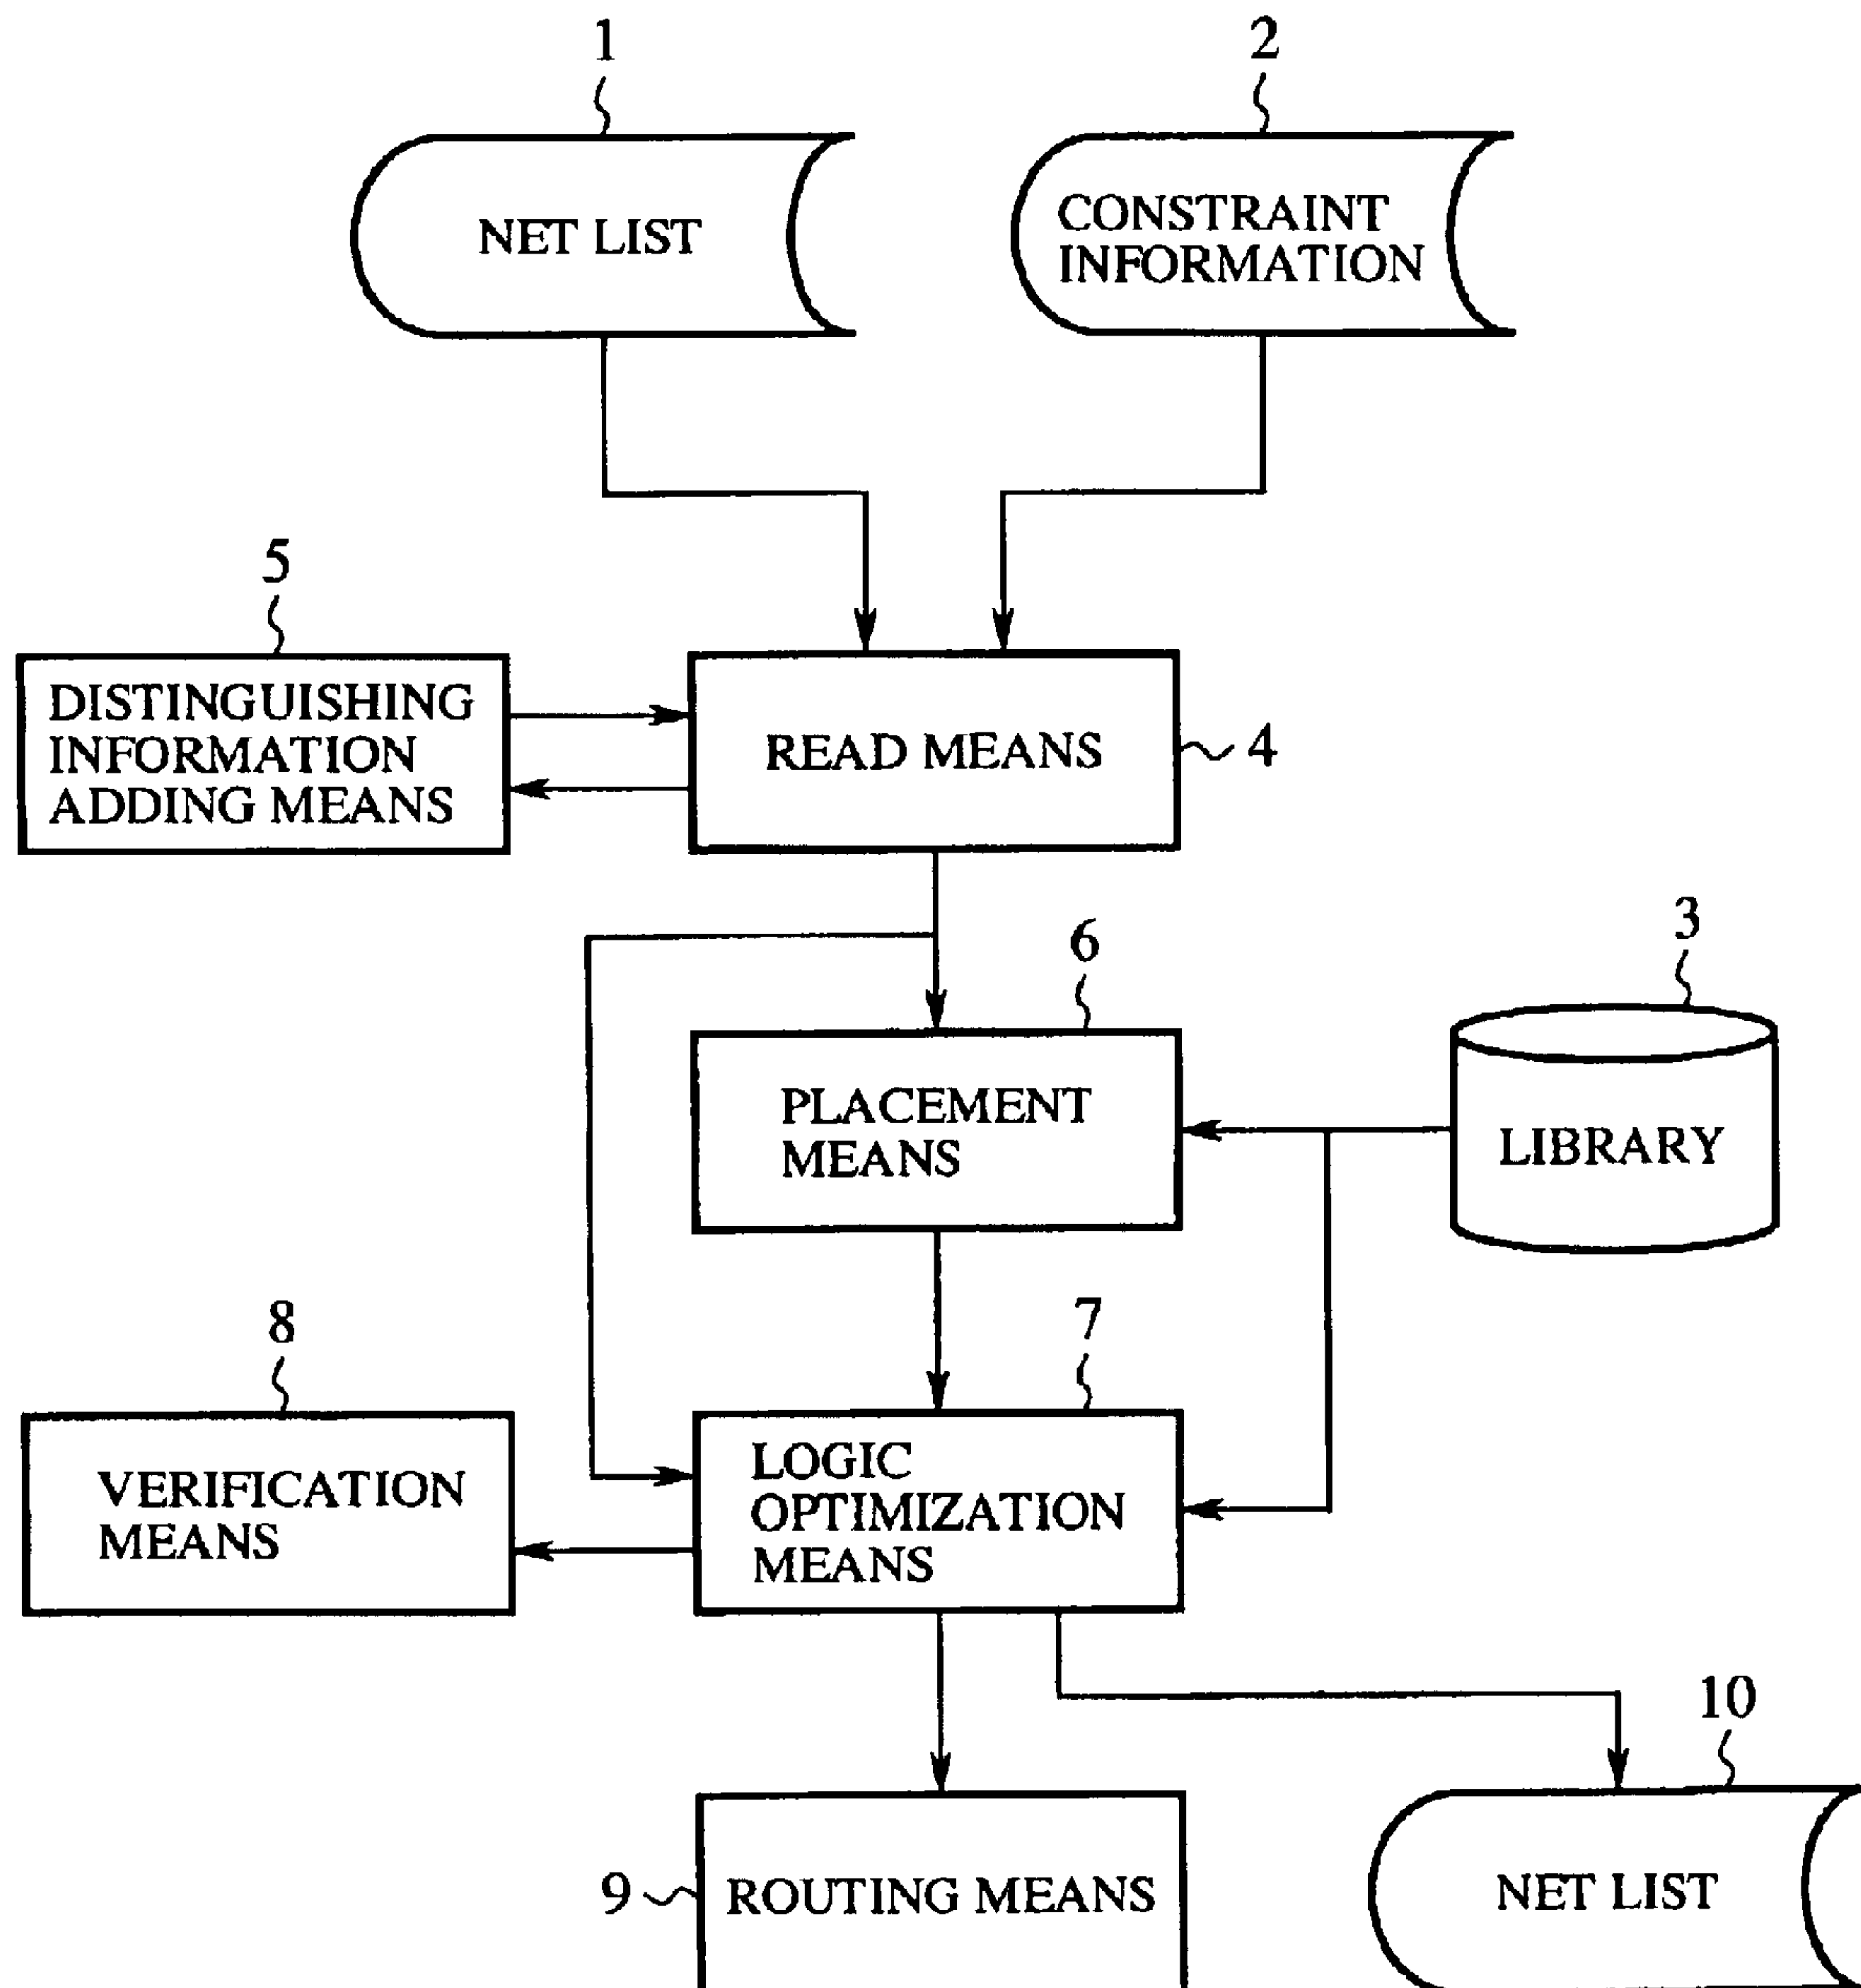 1
2
NET LIST
CONSTRAINT
INFORMATION
5
DISTINGUISHING
INFORMATION
ADDING MEANS
READ MEANS
4
6
3
PLACEMENT
MEANS
LIBRARY
8
7
VERIFICATION
MEANS
LOGIC
OPTIMIZATION
MEANS
10
9
ROUTING MEANS
NET LIST